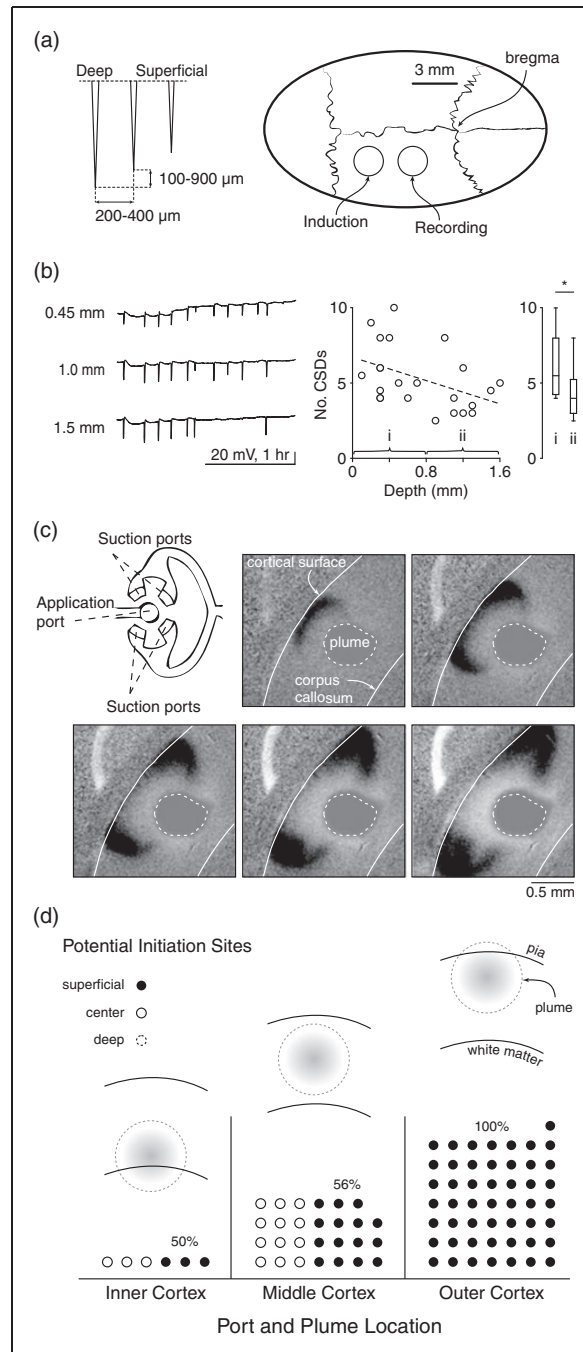 (a)
Deep Superficial
100-900 µm
200-400 µm
3 mm
bregma
Induction
Recording
(b)
0.45 mm
1.0 mm
1.5 mm
20 mV, 1 hr
No. CSDs
10
5
0
i
ii
0
0.8
1.6
Depth (mm)
*
10
5
0
i
ii
(c)
Suction ports
Application
port
Suction ports
cortical surface
plume
corpus
callosum
0.5 mm
(d)
Potential Initiation Sites
superficial
center
deep
pia
plume
white matter
50%
56%
100%
Inner Cortex
Middle Cortex
Outer Cortex
Port and Plume Location